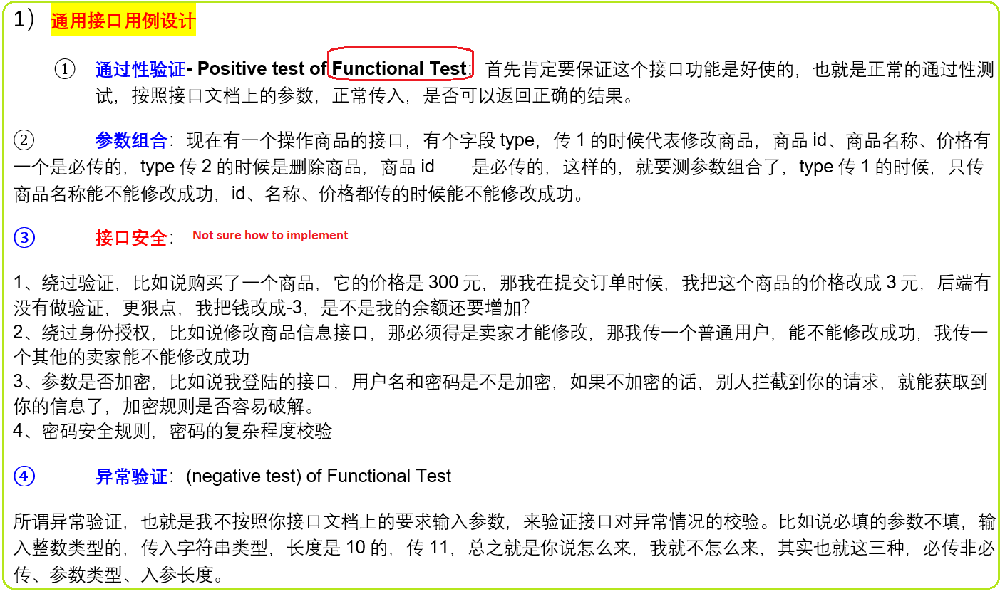 1） 通用接口用例设计
① 通过性验证- Positive test of Functional Test：首先肯定要保证这个接口功能是好使的，也就是正常的通过性测
试，按照接口文档上的参数，正常传入，是否可以返回正确的结果。
② 参数组合：现在有一个操作商品的接口，有个字段 type，传 1 的时候代表修改商品，商品 id、商品名称、价格有
一个是必传的，type 传 2 的时候是删除商品，商品 id 是必传的，这样的，就要测参数组合了，type 传 1 的时候，只传
商品名称能不能修改成功，id、名称、价格都传的时候能不能修改成功。
③ 接口安全： Not sure how to implement
1、绕过验证，比如说购买了一个商品，它的价格是 300 元，那我在提交订单时候，我把这个商品的价格改成 3 元，后端有
没有做验证，更狠点，我把钱改成-3，是不是我的余额还要增加？
2、绕过身份授权，比如说修改商品信息接口，那必须得是卖家才能修改，那我传一个普通用户，能不能修改成功，我传一
个其他的卖家能不能修改成功
3、参数是否加密，比如说我登陆的接口，用户名和密码是不是加密，如果不加密的话，别人拦截到你的请求，就能获取到
你的信息了，加密规则是否容易破解。
4、密码安全规则，密码的复杂程度校验
④ 异常验证：(negative test) of Functional Test
所谓异常验证，也就是我不按照你接口文档上的要求输入参数，来验证接口对异常情况的校验。比如说必填的参数不填，输
入整数类型的，传入字符串类型，长度是 10 的，传 11，总之就是你说怎么来，我就不怎么来，其实也就这三种，必传非必
传、参数类型、入参长度。